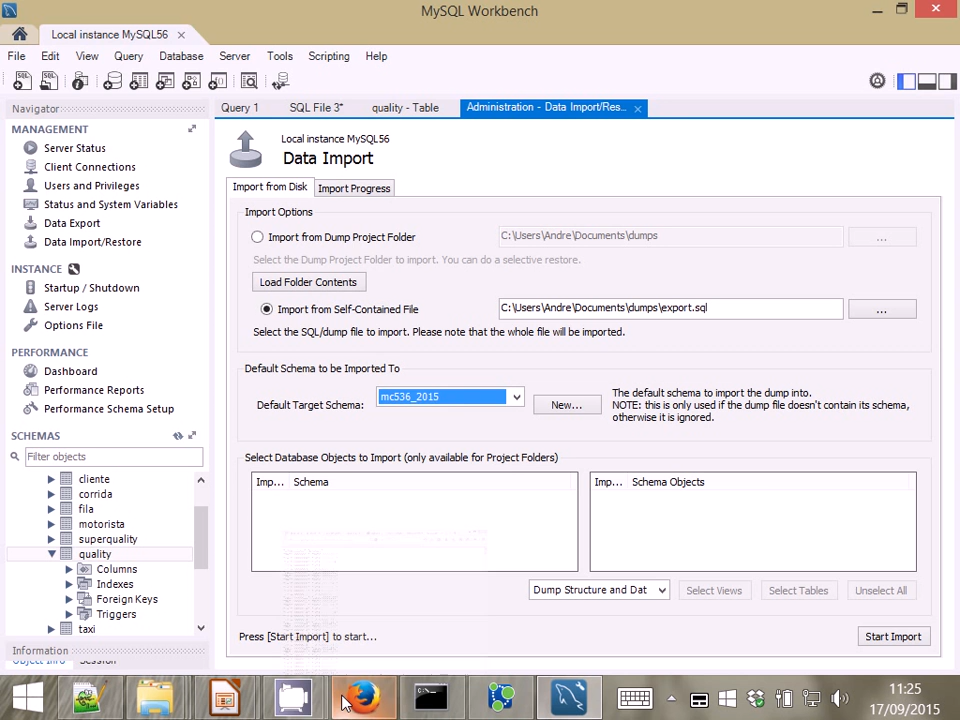 MySQL Workbench
Local instance MySQL56
File Edit View Query Database Server Tools Scripting Help
Navigator
MANAGEMENT
Server Status
Client Connections
Users and Privileges
Status and System Variables
Data Export
Data Import/Restore
INSTANCE
Startup / Shutdown
Server Logs
Options File
PERFORMANCE
Dashboard
Performance Reports
Performance Schema Setup
SCHEMAS
Filter objects
cliente
corrida
fila
motorista
superquality
quality
Columns
Indexes
Foreign Keys
Triggers
taxi
Information
Object Info Session
Query 1 SQL File 3* quality - Table Administration - Data Import/Res...
Local instance MySQL56
Data Import
Import from Disk Import Progress
Import Options
Import from Dump Project Folder C:\Users\Andre\Documents\dumps ...
Select the Dump Project Folder to import. You can do a selective restore.
Load Folder Contents
Import from Self-Contained File C:\Users\Andre\Documents\dumps\export.sql ...
Select the SQL/dump file to import. Please note that the whole file will be imported.
Default Schema to be Imported To
Default Target Schema: mc536_2015 New...
The default schema to import the dump into.
NOTE: this is only used if the dump file doesn't contain its schema,
otherwise it is ignored.
Select Database Objects to Import (only available for Project Folders)
Imp... Schema Imp... Schema Objects
Dump Structure and Dat Select Views Select Tables Unselect All
Press [Start Import] to start... Start Import
11:25
17/09/2015